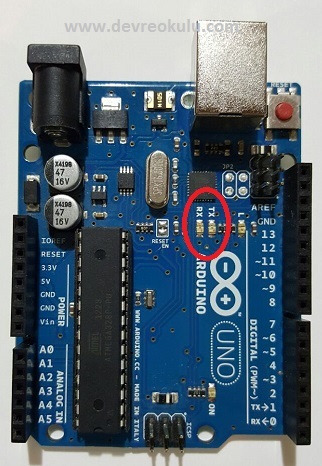 www.devreokulu.com
RESET
X4196
47
16V
X4196
47
16V
JP2
RX
TX
L
RESET
EN
AREF
GND
13
12
~11
~10
~9
8
IOREF
RESET
3.3V
5V
GND
GND
Vin
POWER
ARDUINO
UNO
7
~6
~5
4
~3
2
TX→1
RX←0
DIGITAL (PWM~)
A0
A1
A2
A3
A4
A5
ANALOG IN
WWW.ARDUINO.CC - MADE IN ITALY
ON
ICSP